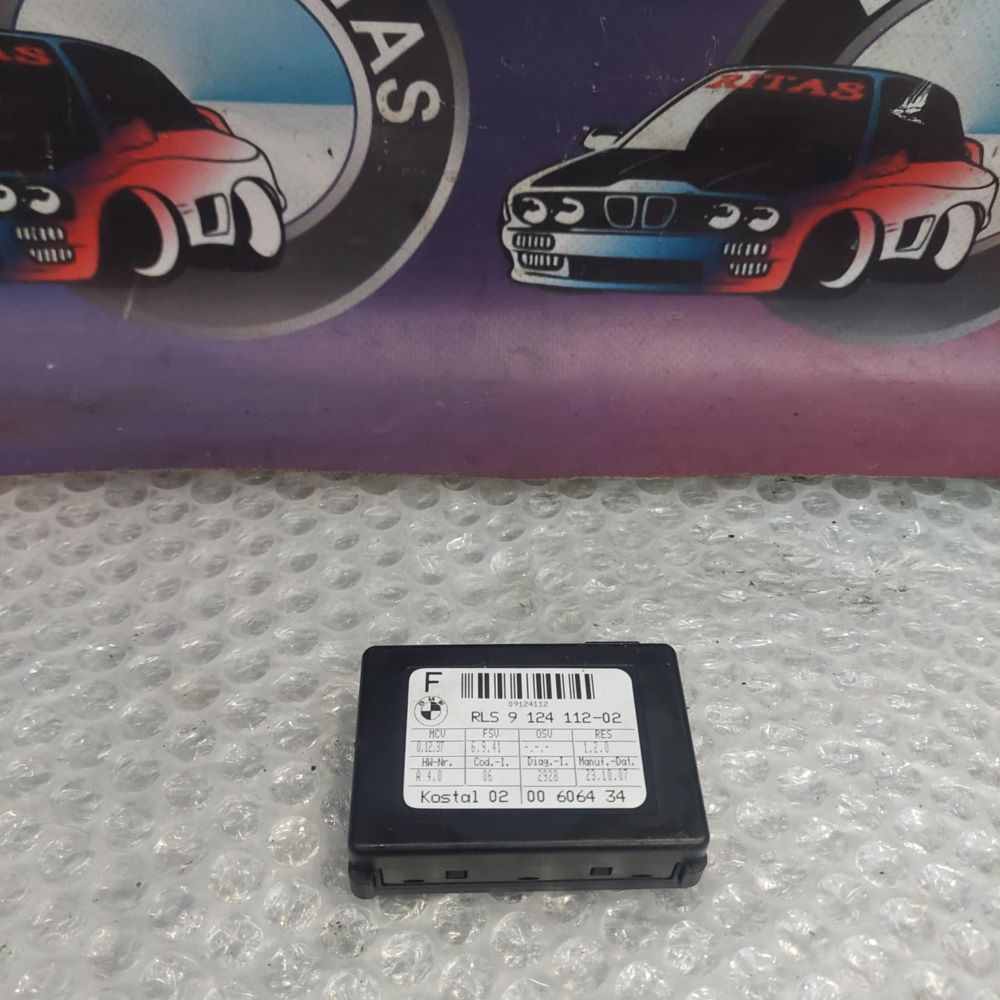 ITAS
AS
RITAS
F
09124112
BMW
RLS 9 124 112-02
MCV FSV OSV RES
0.12.37 6.9.41 -.-.- 1.2.0
HW-Nr. Cod.-I. Diag.-I. Manuf.-Dat.
A 4.0 06 2928 23.10.07
Kostal 02 00 6064 34